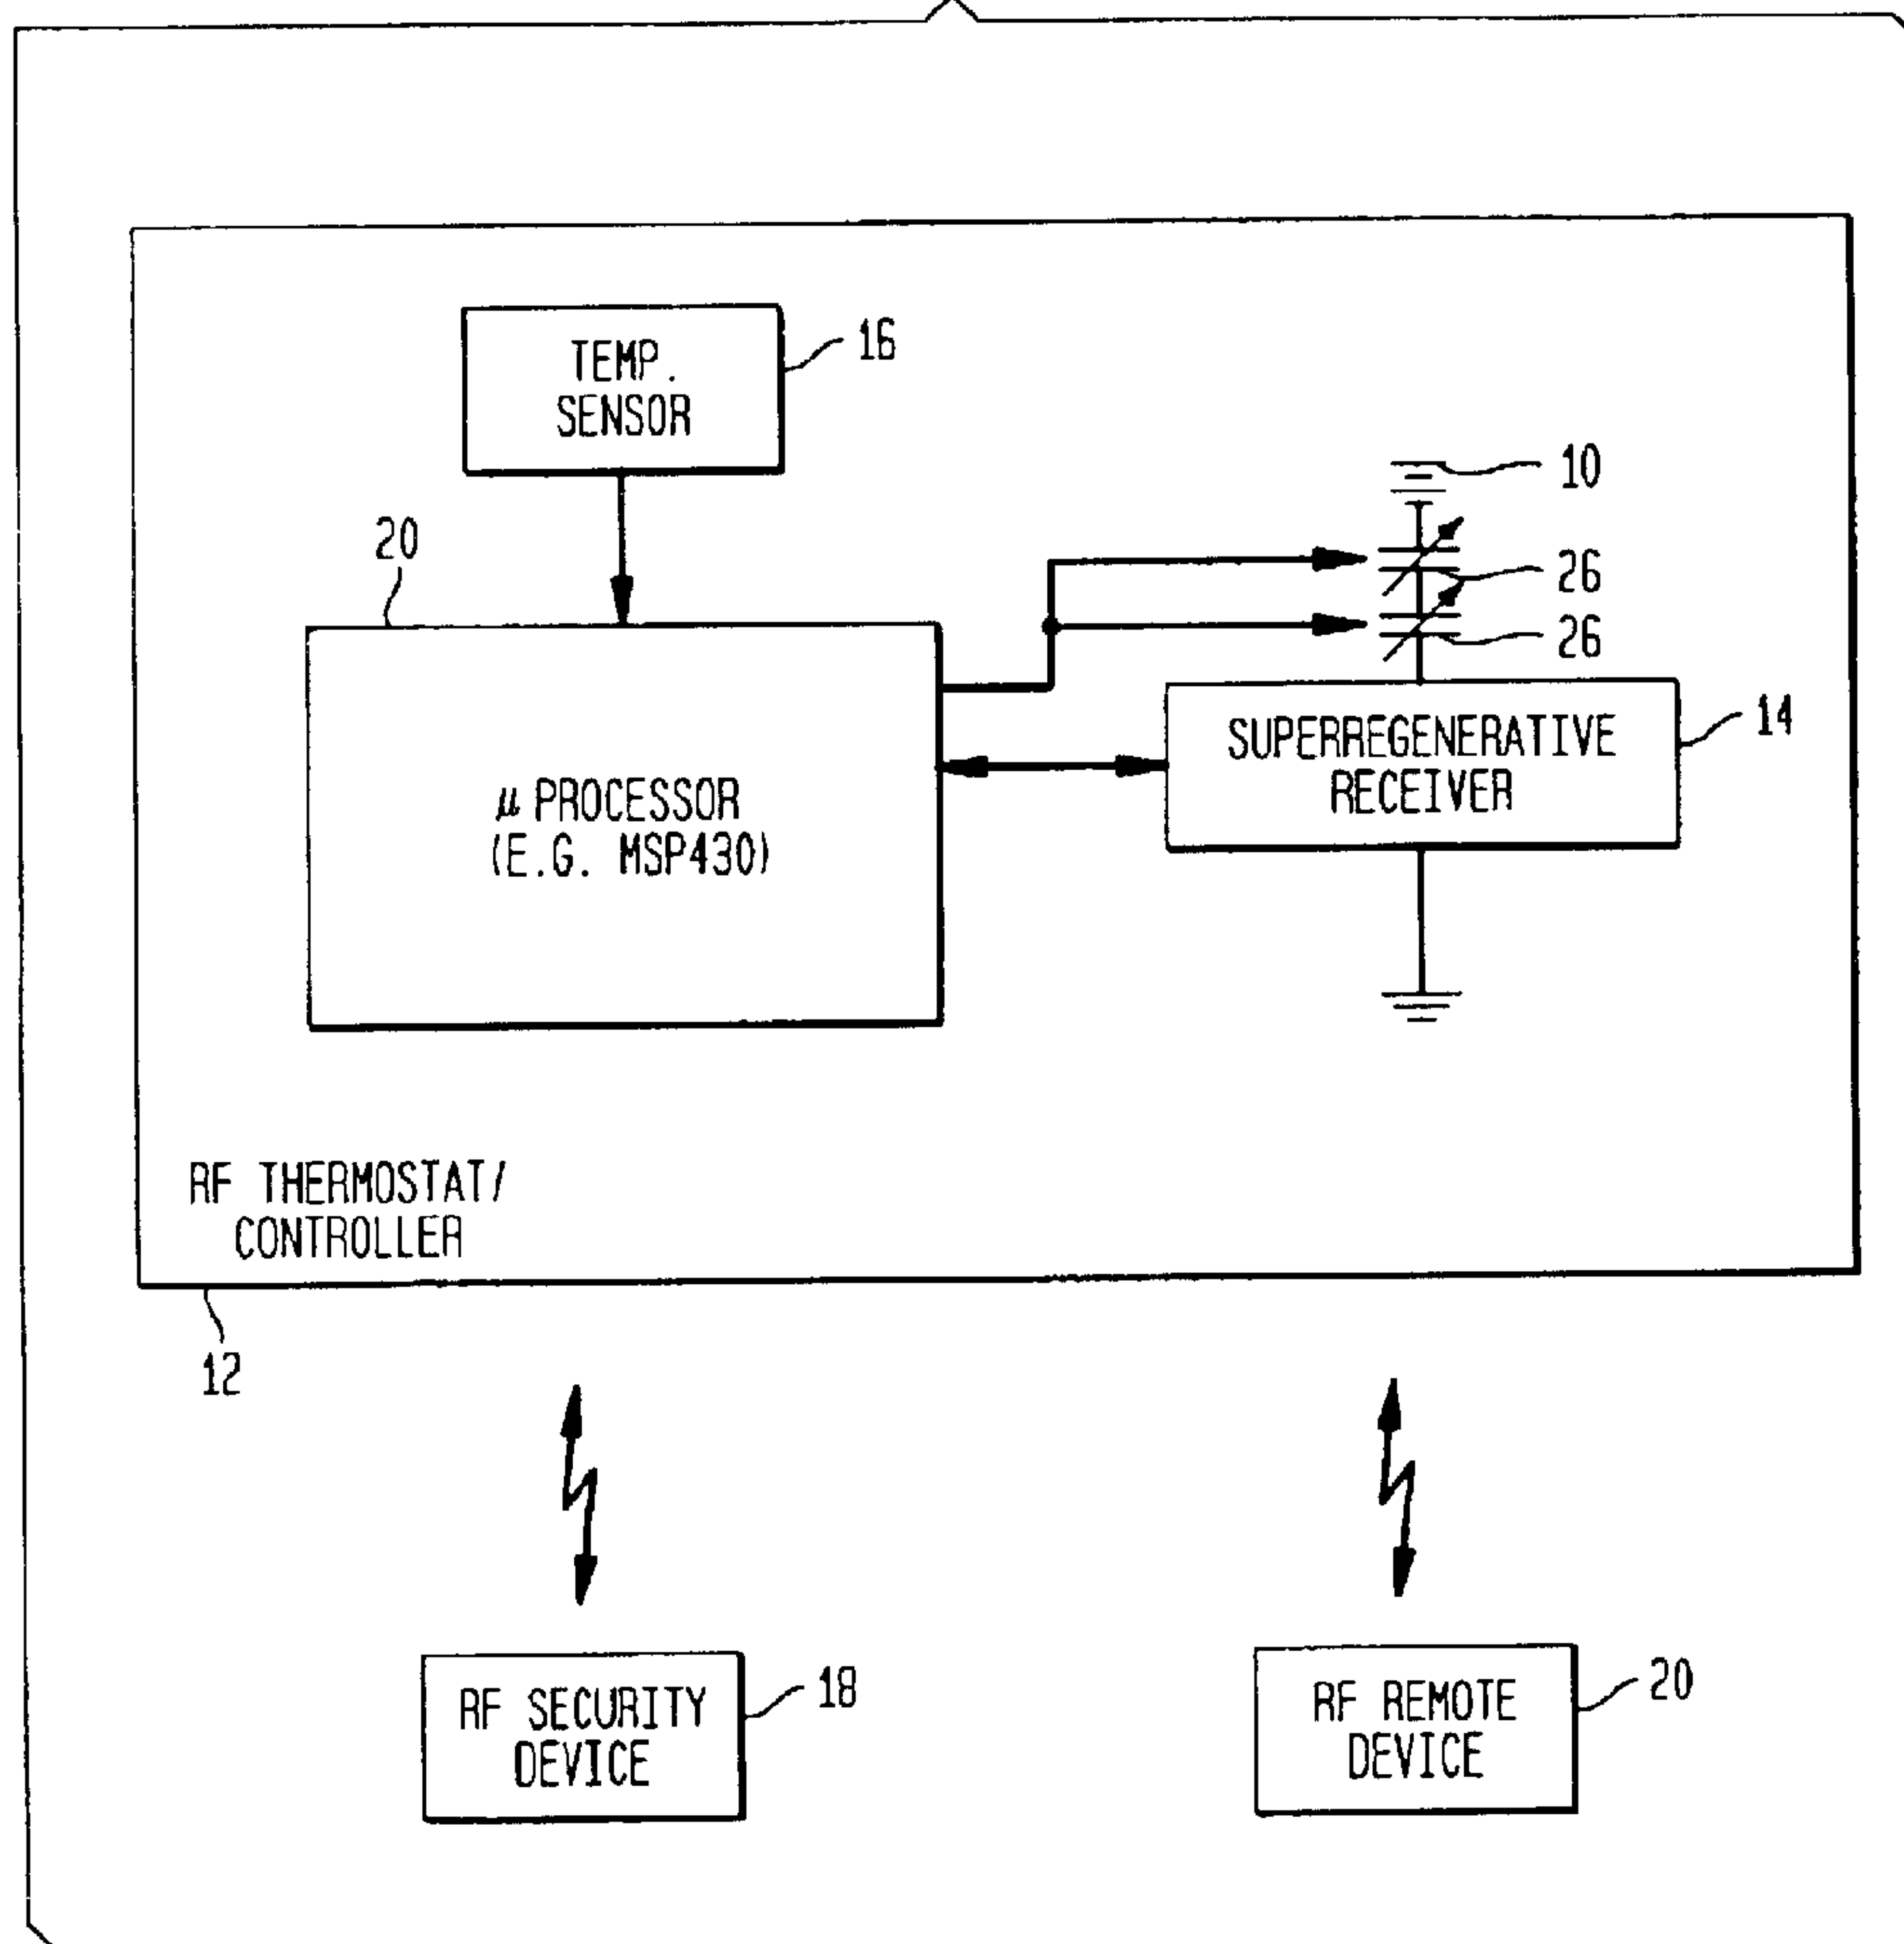 TEMP.
SENSOR
16
10
20
26
26
SUPERREGENERATIVE
RECEIVER
14
μ PROCESSOR
(E.G. MSP430)
RF THERMOSTAT/
CONTROLLER
12
RF SECURITY
DEVICE
18
RF REMOTE
DEVICE
20